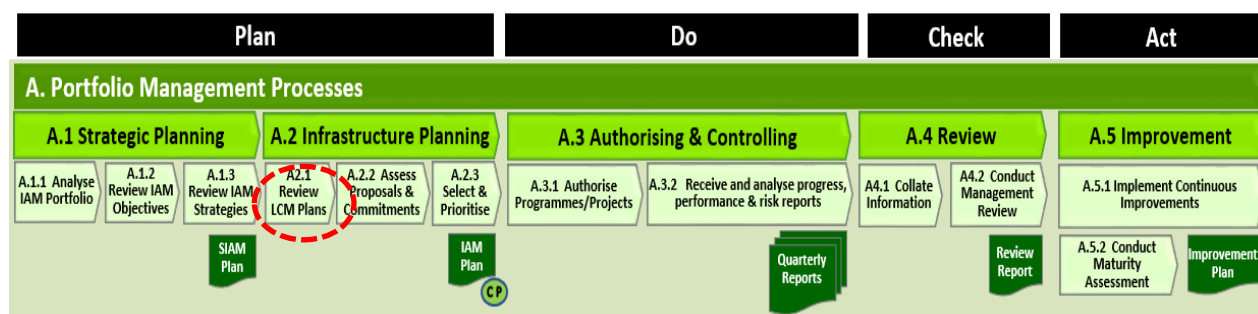 Plan
Do
Check
Act
A. Portfolio Management Processes
A.1 Strategic Planning
A.2 Infrastructure Planning
A.3 Authorising & Controlling
A.4 Review
A.5 Improvement
A.1.1 Analyse
IAM Portfolio
A.1.2
Review IAM
Objectives
A.1.3
Review IAM
Strategies
A2.1
Review
LCM Plans
A.2.2 Assess
Proposals &
Commitments
A.2.3
Select &
Prioritise
A.3.1 Authorise
Programmes/Projects
A.3.2 Receive and analyse progress,
performance & risk reports
A4.1 Collate
Information
A4.2 Conduct
Management
Review
A.5.1 Implement Continuous
Improvements
SIAM
Plan
IAM
Plan
C P
Quarterly
Reports
Review
Report
A.5.2 Conduct
Maturity
Assessment
Improvement
Plan